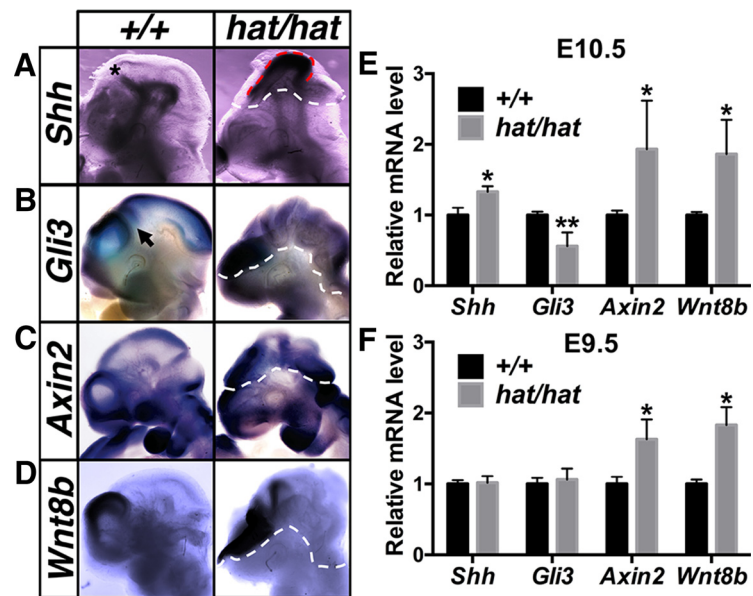 +/+ hat/hat
A
Shh
*
B
Gli3
C
Axin2
D
Wnt8b
E
E10.5
Relative mRNA level
3
2
1
0
+/+
hat/hat
*
**
*
*
Shh Gli3 Axin2 Wnt8b
F
E9.5
Relative mRNA level
3
2
1
0
+/+
hat/hat
*
*
Shh Gli3 Axin2 Wnt8b